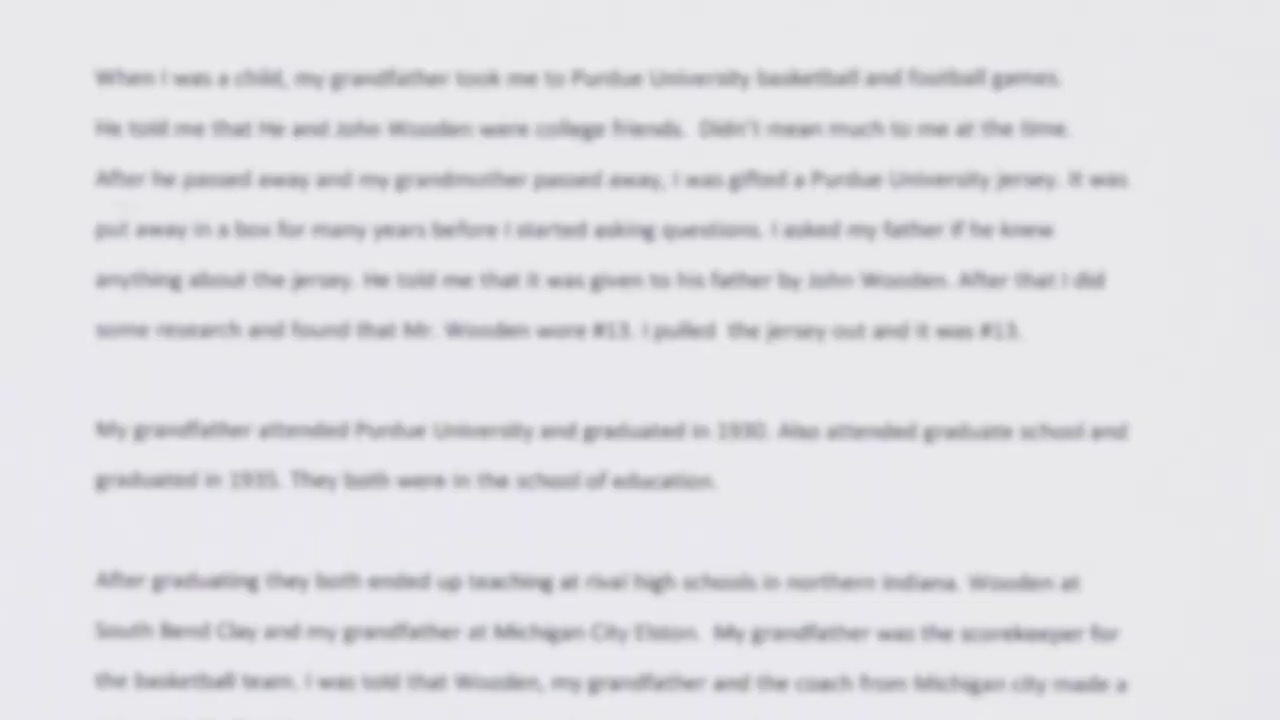 When I was a child, my grandfather took me to Purdue University basketball and football games.
He told me that He and John Wooden were college friends.  Didn't mean much to me at the time.
After he passed away and my grandmother passed away, I was gifted a Purdue University jersey. It was
put away in a box for many years before I started asking questions. I asked my father if he knew
anything about the jersey. He told me that it was given to his father by John Wooden. After that I did
some research and found that Mr. Wooden wore #13. I pulled  the jersey out and it was #13.
My grandfather attended Purdue University and graduated in 1930. Also attended graduate school and
graduated in 1935. They both were in the school of education.
After graduating they both ended up teaching at rival high schools in northern Indiana. Wooden at
South Bend Clay and my grandfather at Michigan City Elston.  My grandfather was the scorekeeper for
the basketball team. I was told that Wooden, my grandfather and the coach from Michigan city made a